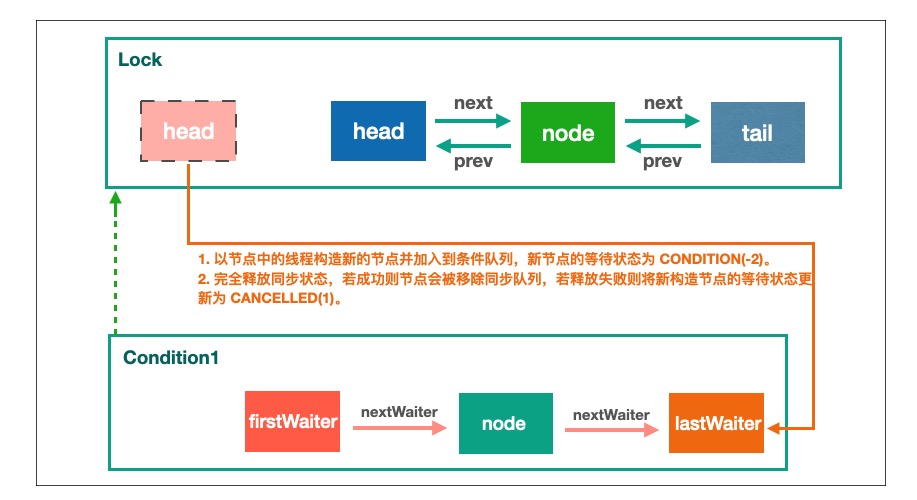 Lock
head
head
next
prev
node
next
prev
tail
1. 以节点中的线程构造新的节点并加入到条件队列，新节点的等待状态为 CONDITION(-2)。
2. 完全释放同步状态，若成功则节点会被移除同步队列，若释放失败则将新构造节点的等待状态更
新为 CANCELLED(1)。
Condition1
firstWaiter
nextWaiter
node
nextWaiter
lastWaiter